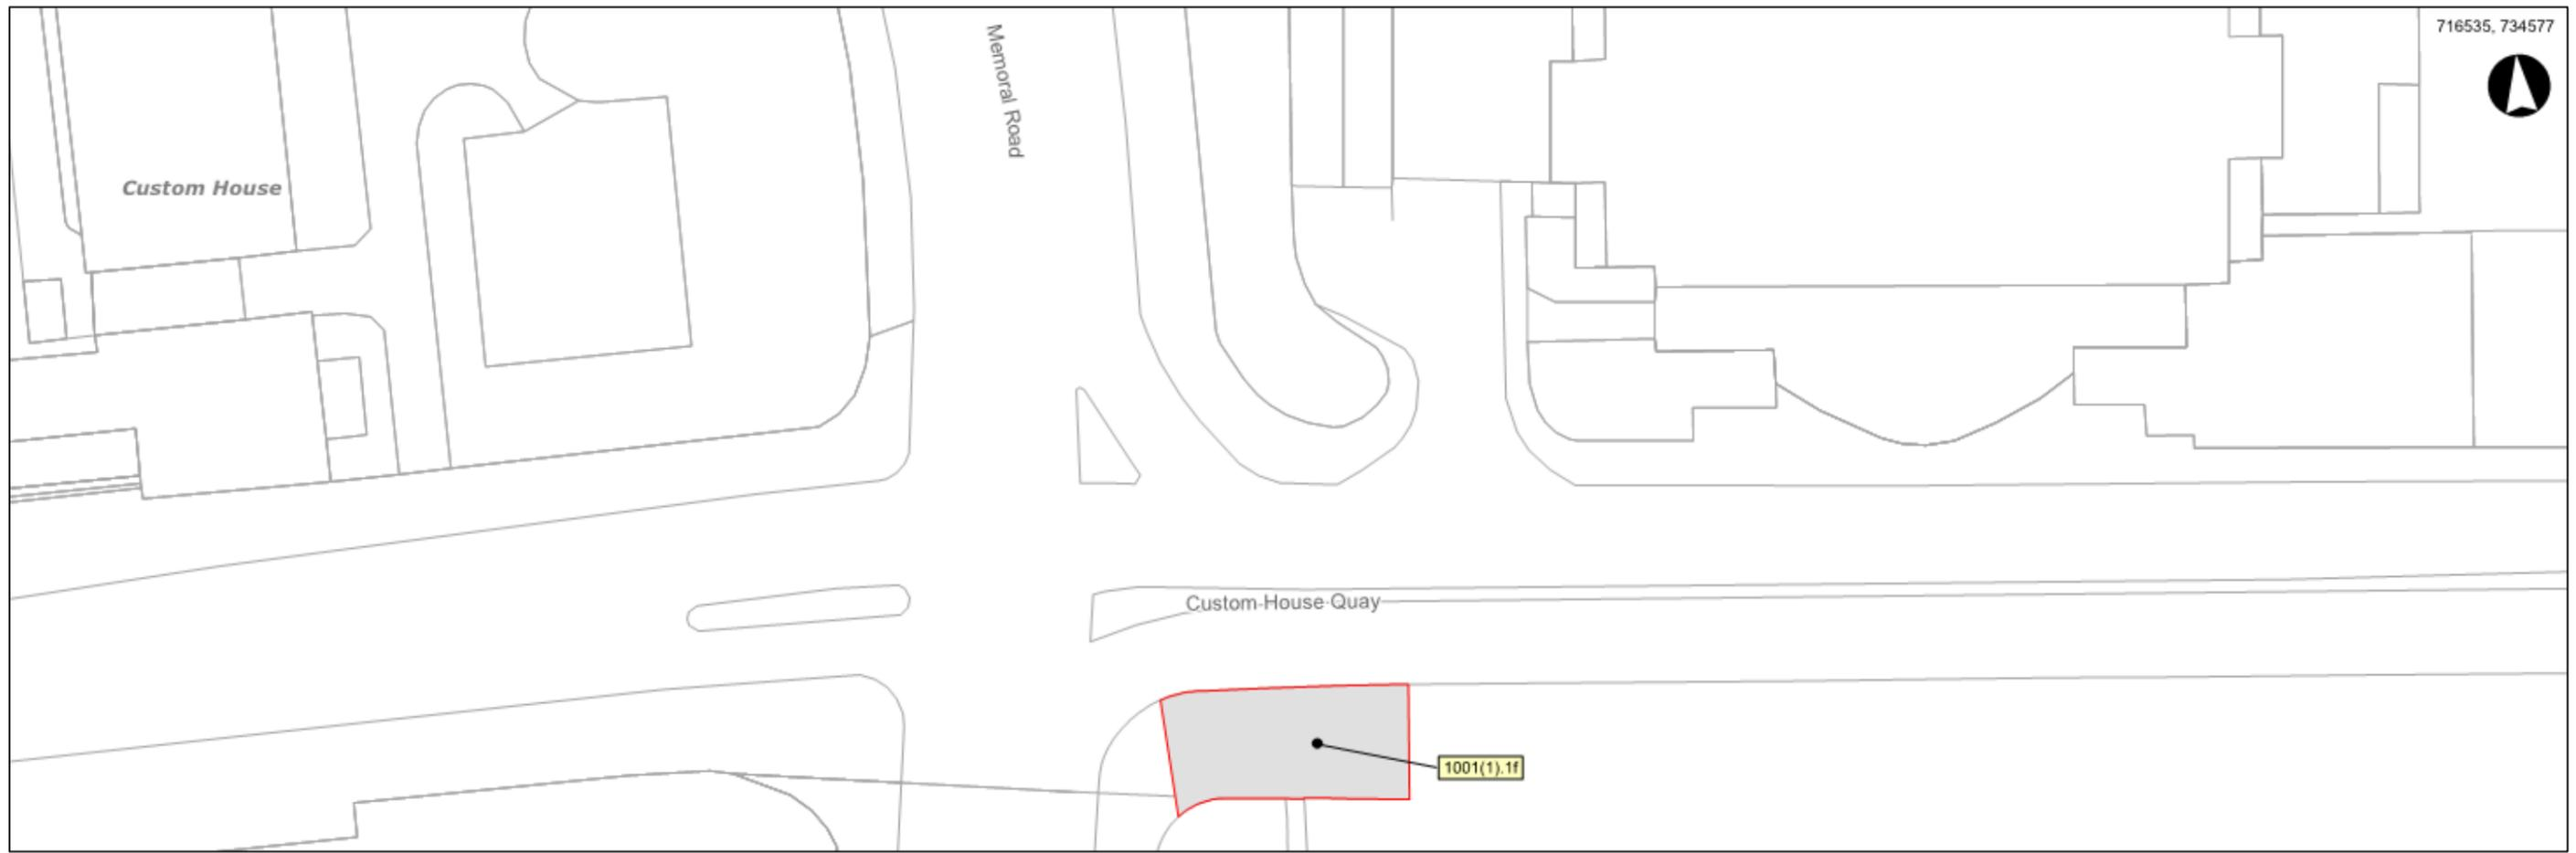 716535, 734577
Memoral Road
Custom House
Custom House Quay
1001(1).1f